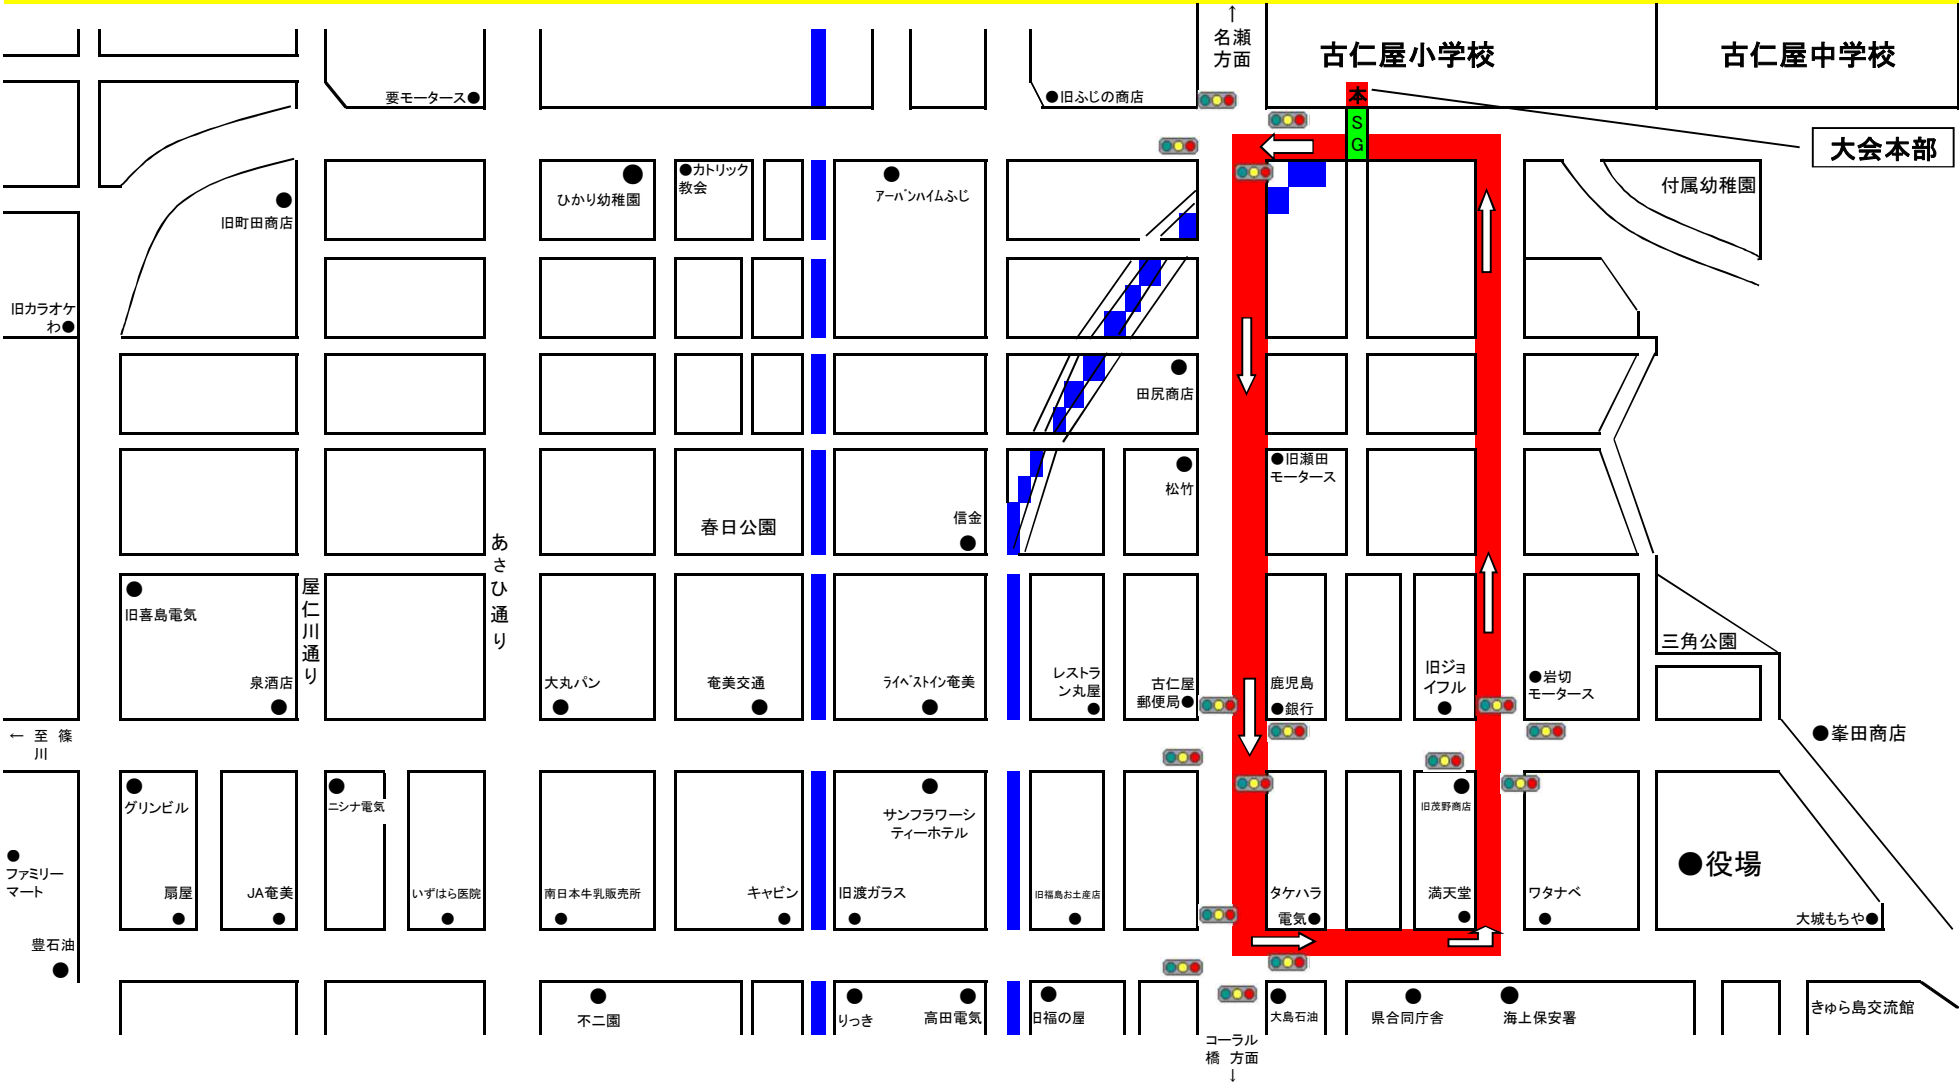 ↑
名瀬
方面
古仁屋小学校
古仁屋中学校
要モータース●
●旧ふじの商店
本
S
G
大会本部
●カトリック
教会
ひかり幼稚園
アーバンハイムふじ
付属幼稚園
旧町田商店
旧カラオケ
わ●
田尻商店
●旧瀬田
モータース
松竹
信金
春日公園
あさひ通り
屋仁川通り
旧喜島電気
泉酒店
大丸パン
奄美交通
ライベストイン奄美
レストラ
ン丸屋
古仁屋
郵便局●
鹿児島
●銀行
旧ジョ
イフル
●岩切
モータース
三角公園
← 至 篠
川
●峯田商店
グリンビル
ニシナ電気
サンフラワーシ
ティーホテル
旧茂野商店
ファミリー
マート
扇屋
JA奄美
いずはら医院
南日本牛乳販売所
キャビン
旧渡ガラス
旧福島お土産店
タケハラ
電気●
満天堂
ワタナベ
●役場
大城もちや●
豊石油
不二園
りっき
高田電気
旧福の屋
大島石油
県合同庁舎
海上保安署
きゅら島交流館
コーラル
橋 方面
↓